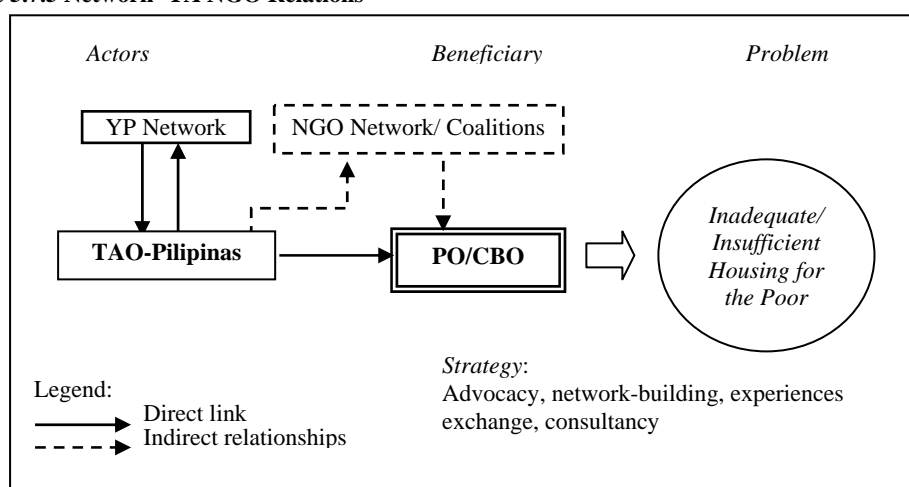 Network- TA NGO Relations
Actors Beneficiary Problem
YP Network
NGO Network/ Coalitions
TAO-Pilipinas
PO/CBO
Inadequate/
Insufficient
Housing for
the Poor
Strategy:
Advocacy, network-building, experiences
exchange, consultancy
Legend:
Direct link
Indirect relationships